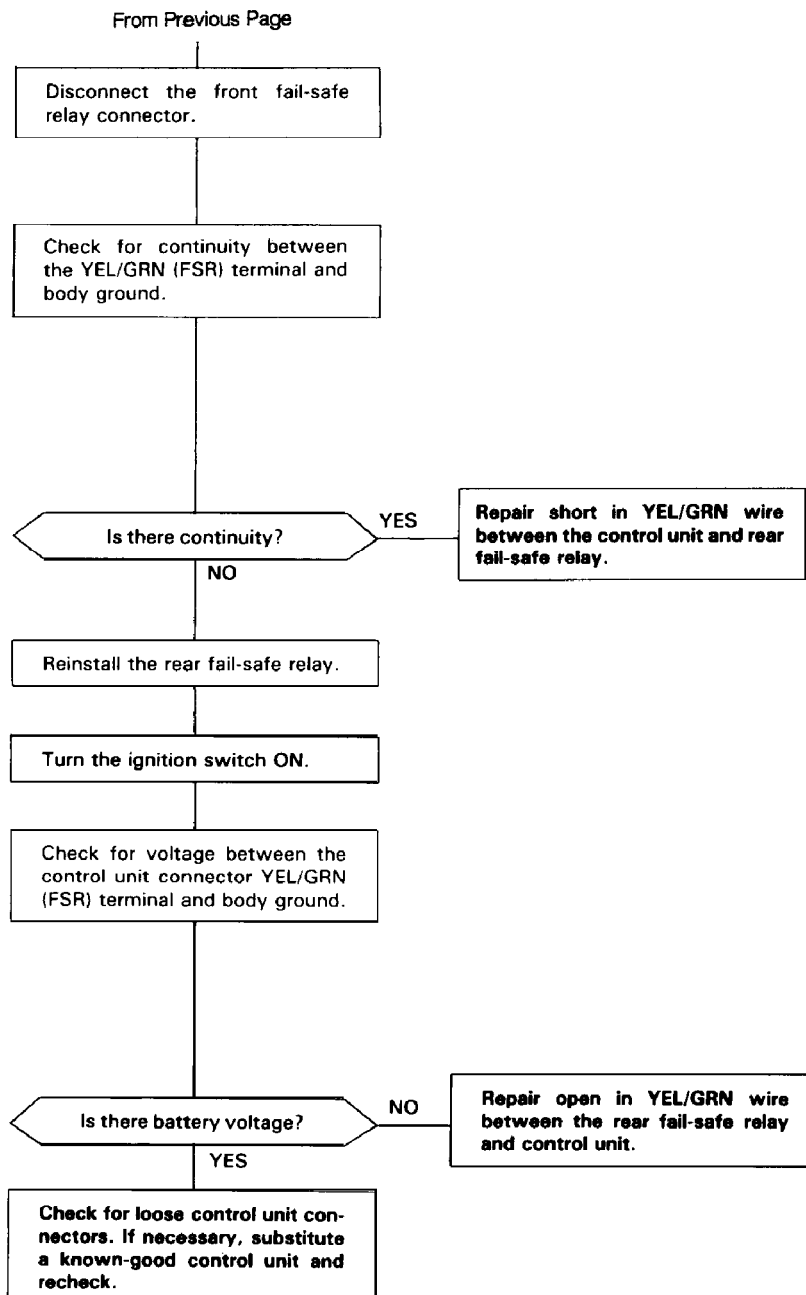 From Previous Page
Disconnect the front fail-safe
relay connector.
Check for continuity between
the YEL/GRN (FSR) terminal and
body ground.
Is there continuity?
YES
Repair short in YEL/GRN wire
between the control unit and rear
fail-safe relay.
NO
Reinstall the rear fail-safe relay.
Turn the ignition switch ON.
Check for voltage between the
control unit connector YEL/GRN
(FSR) terminal and body ground.
Is there battery voltage?
NO
Repair open in YEL/GRN wire
between the rear fail-safe relay
and control unit.
YES
Check for loose control unit con-
nectors. If necessary, substitute
a known-good control unit and
recheck.